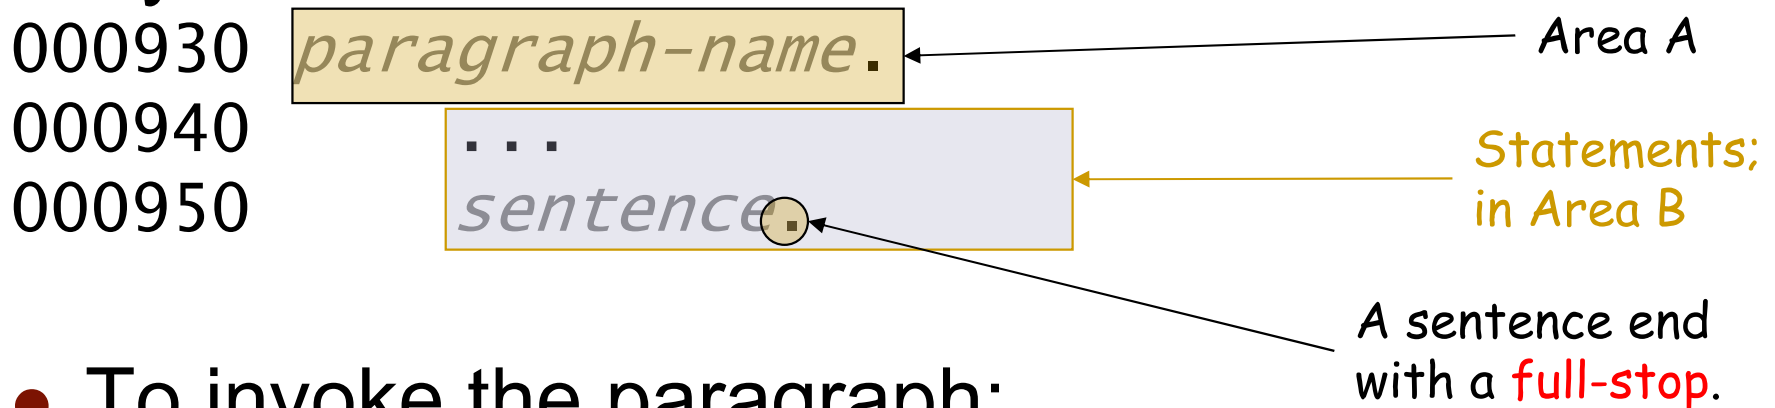 000930 paragraph-name.
Area A
000940 ...
000950 sentence.
Statements;
in Area B
A sentence end
with a full-stop.
• To invoke the paragraph: